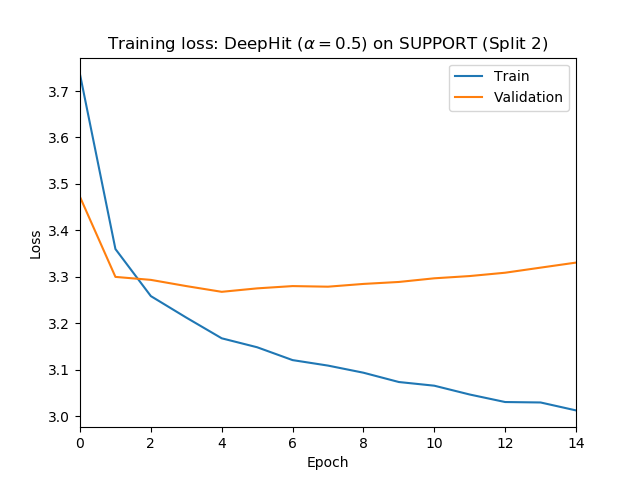 Training loss: DeepHit (α = 0.5) on SUPPORT (Split 2)
Train
Validation
3.7
3.6
3.5
3.4
3.3
3.2
3.1
3.0
Loss
0 2 4 6 8 10 12 14
Epoch